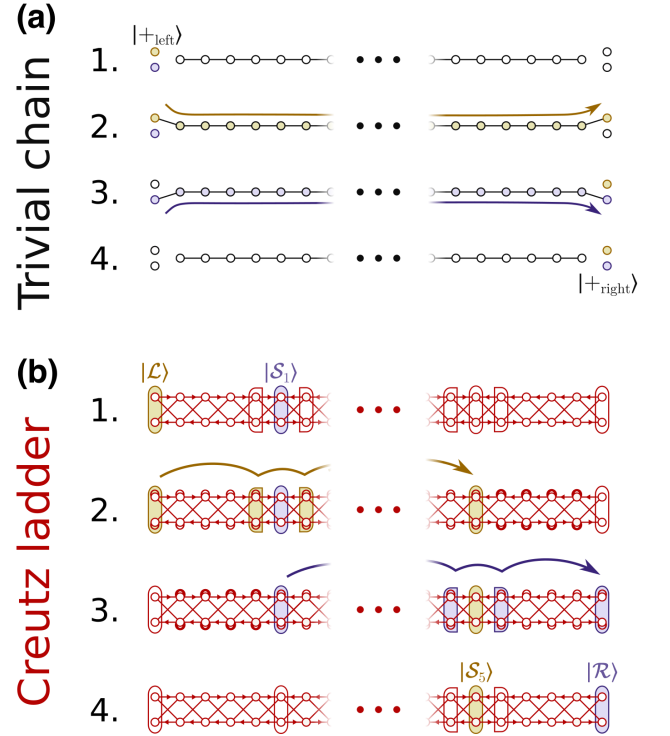 (a)
Trivial chain
|+left⟩
1.
2.
3.
4.
|+right⟩
(b)
Creutz ladder
|ℒ⟩ |𝒮₁⟩
1.
2.
3.
|𝒮₅⟩ |ℛ⟩
4.